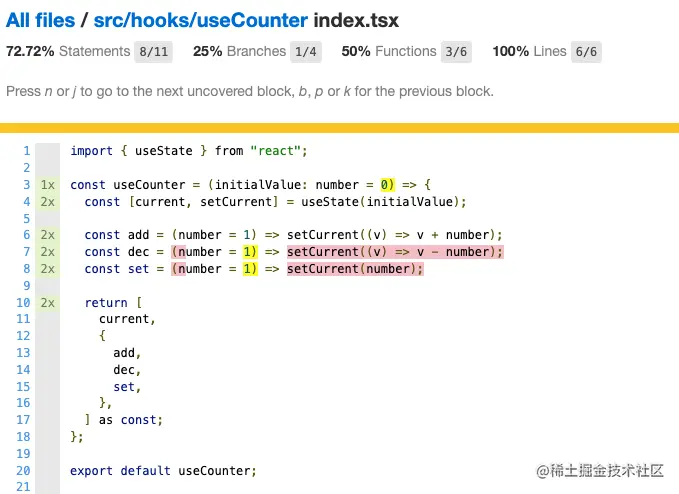 All files / src/hooks/useCounter index.tsx
72.72% Statements 8/11 25% Branches 1/4 50% Functions 3/6 100% Lines 6/6
Press n or j to go to the next uncovered block, b, p or k for the previous block.
1 import { useState } from "react";
2
3 1x const useCounter = (initialValue: number = 0) => {
4 2x const [current, setCurrent] = useState(initialValue);
5
6 2x const add = (number = 1) => setCurrent((v) => v + number);
7 2x const dec = (number = 1) => setCurrent((v) => v - number);
8 2x const set = (number = 1) => setCurrent(number);
9
10 2x return [
11 current,
12 {
13 add,
14 dec,
15 set,
16 },
17 ] as const;
18 };
19
20 export default useCounter;
21
@稀土掘金技术社区